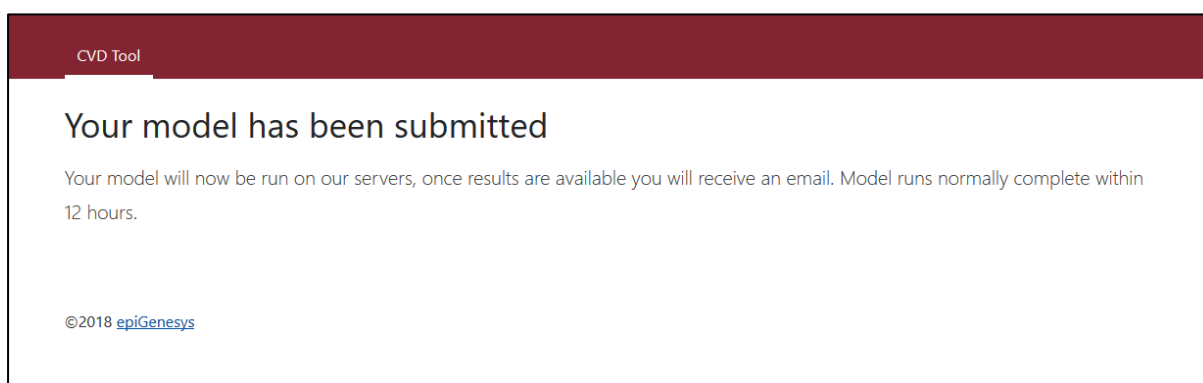 CVD Tool
Your model has been submitted
Your model will now be run on our servers, once results are available you will receive an email. Model runs normally complete within
12 hours.
©2018 epiGenesys